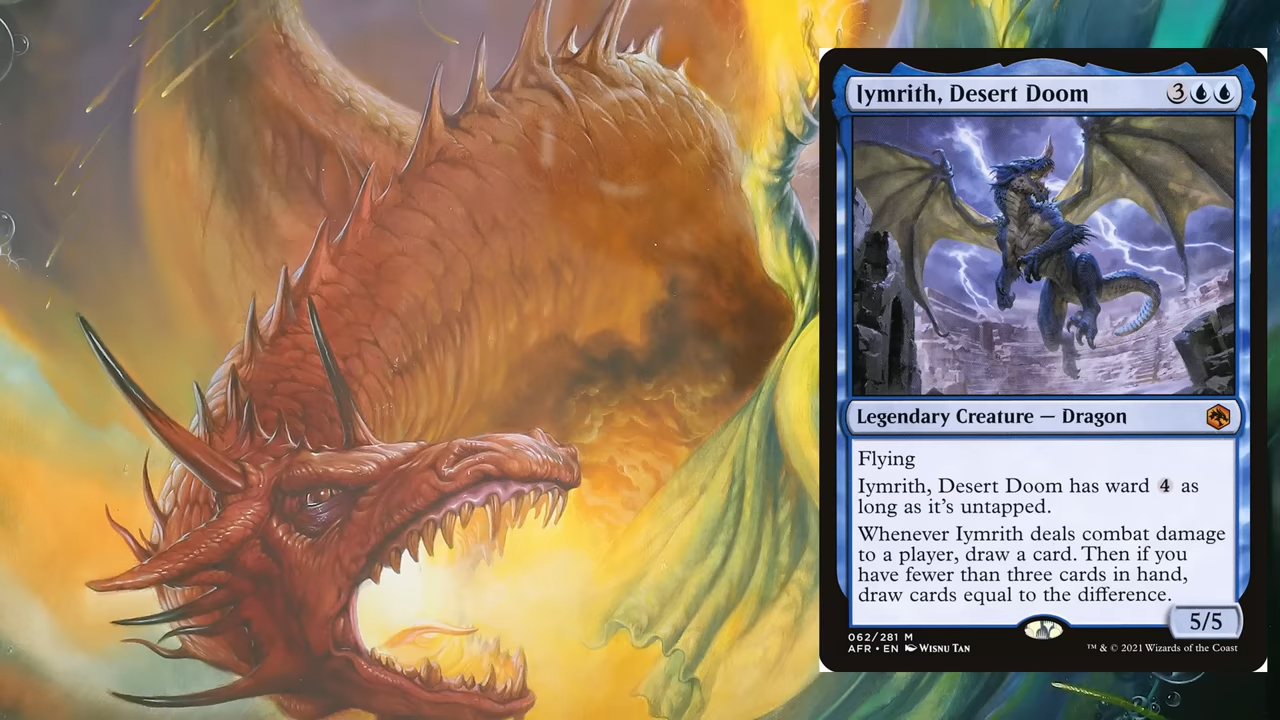 Iymrith, Desert Doom 3
Legendary Creature — Dragon
Flying
Iymrith, Desert Doom has ward 4 as
long as it's untapped.
Whenever Iymrith deals combat damage
to a player, draw a card. Then if you
have fewer than three cards in hand,
draw cards equal to the difference.
5/5
062/281 M
AFR • EN Wisnu Tan
™ & © 2021 Wizards of the Coast